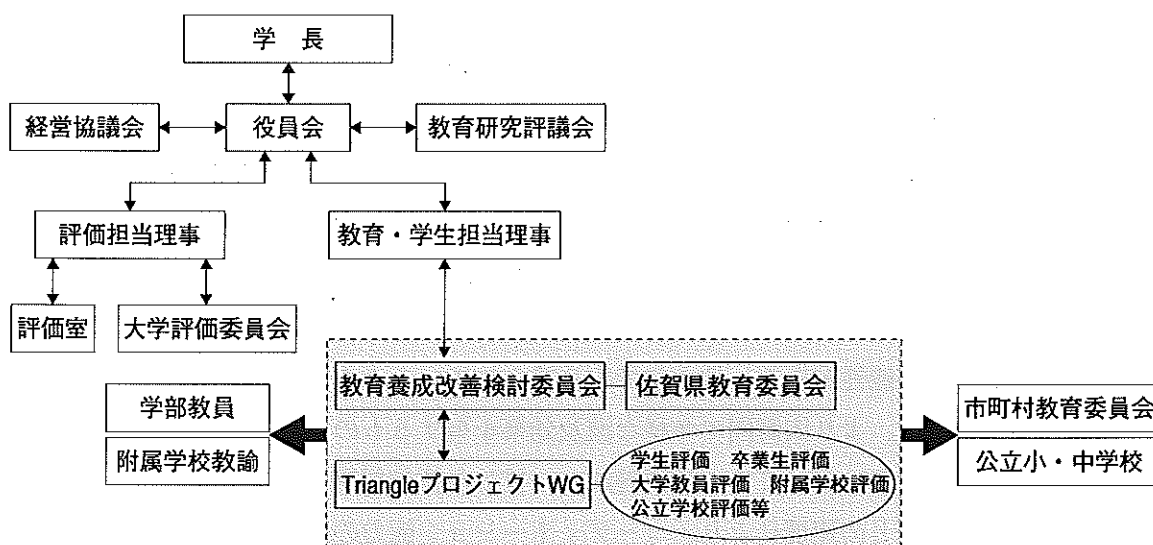 学 長
経営協議会
役員会
教育研究評議会
評価担当理事
教育・学生担当理事
評価室
大学評価委員会
教育養成改善検討委員会
佐賀県教育委員会
学部教員
附属学校教諭
市町村教育委員会
公立小・中学校
TriangleプロジェクトWG
学生評価 卒業生評価
大学教員評価 附属学校評価
公立学校評価等